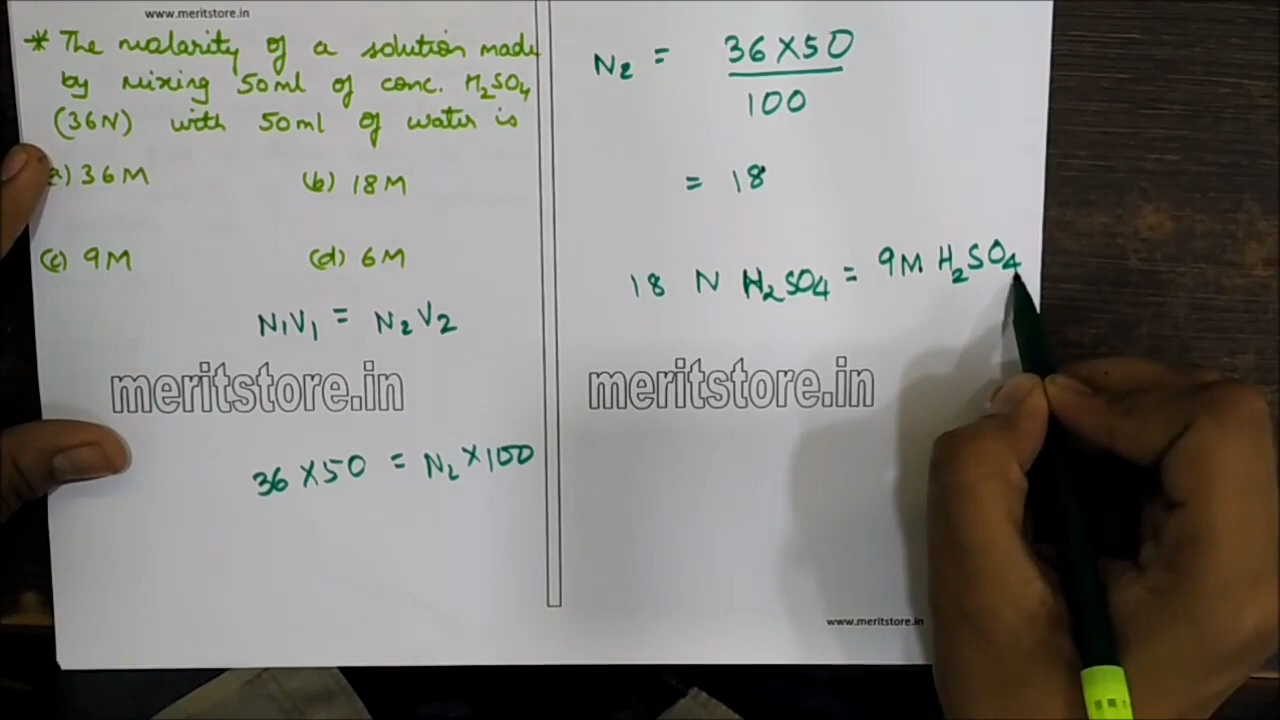 www.meritstore.in
* The molarity of a solution made
by mixing 50ml of conc. H₂SO₄
(36N) with 50ml of water is
a) 36M (b) 18M
(c) 9M (d) 6M
N₁V₁ = N₂V₂
meritstore.in
36 × 50 = N₂ × 100
N₂ = 36 × 50
100
= 18
18 N H₂SO₄ = 9M H₂SO₄
meritstore.in
www.meritstore.in